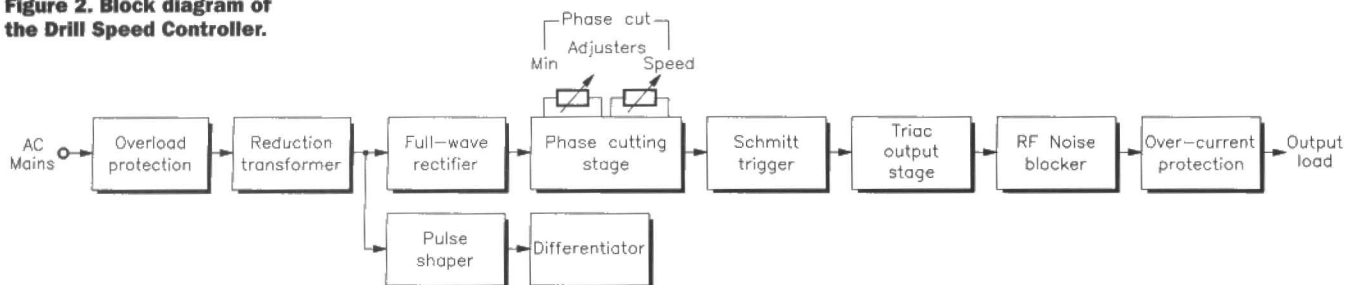 Figure 2. Block diagram of
the Drill Speed Controller.
Phase cut
Adjusters
Min
Speed
AC
Mains
Overload
protection
Reduction
transformer
Full-wave
rectifier
Phase cutting
stage
Schmitt
trigger
Triac
output
stage
RF Noise
blocker
Over-current
protection
Output
load
Pulse
shaper
Differentiator